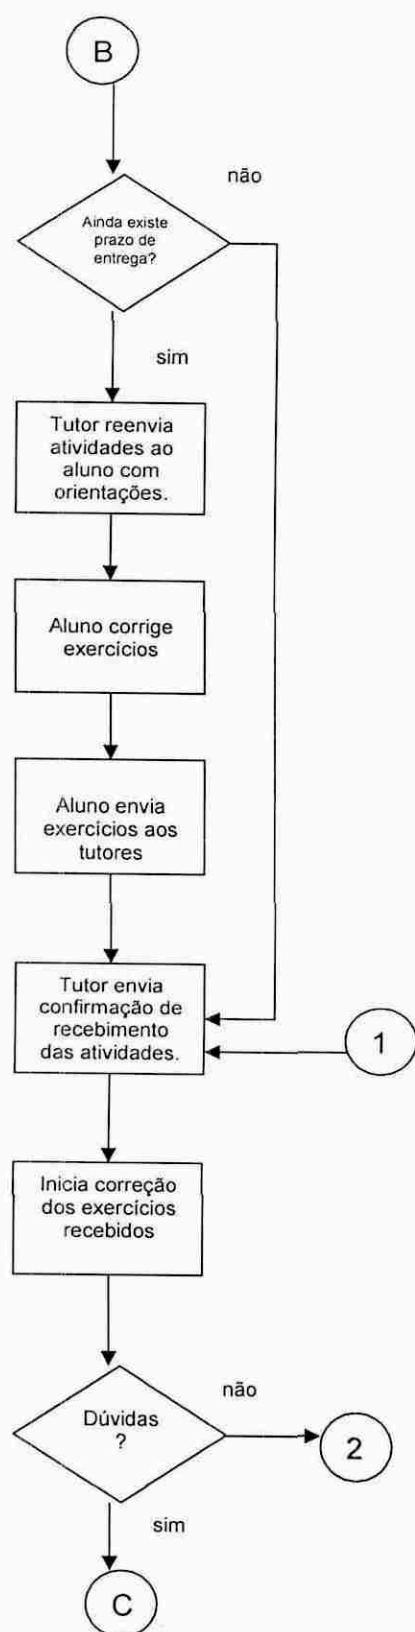 B
não
Ainda existe
prazo de
entrega?
sim
Tutor reenvia
atividades ao
aluno com
orientações.
Aluno corrige
exercícios
Aluno envia
exercícios aos
tutores
Tutor envia
confirmação de
recebimento
das atividades.
1
Inicia correção
dos exercícios
recebidos
não
Dúvidas
?
2
sim
C